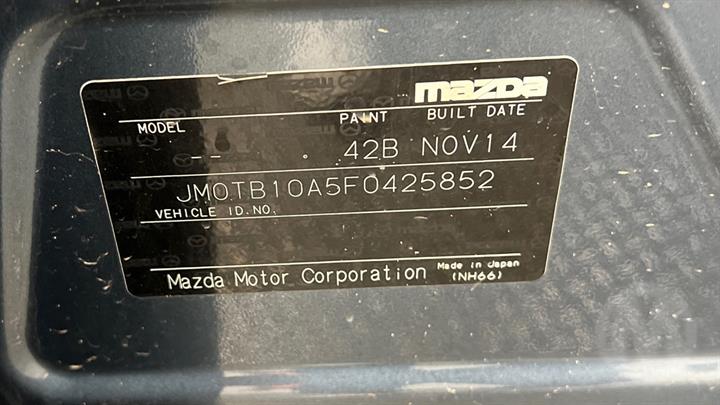 mazda
MODEL PAINT BUILT DATE
-- . 42B NOV14
JM0TB10A5F0425852
VEHICLE ID.NO.
Mazda Motor Corporation Made in Japan
(NH66)